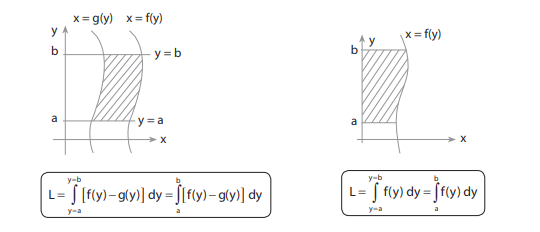 x = g(y) x = f(y)
y
b
y = b
a
y = a
x
L = ∫_{y=a}^{y=b} [f(y) – g(y)] dy = ∫_a^b [f(y) – g(y)] dy
x = f(y)
y
b
a
x
L = ∫_{y=a}^{y=b} f(y) dy = ∫_a^b f(y) dy